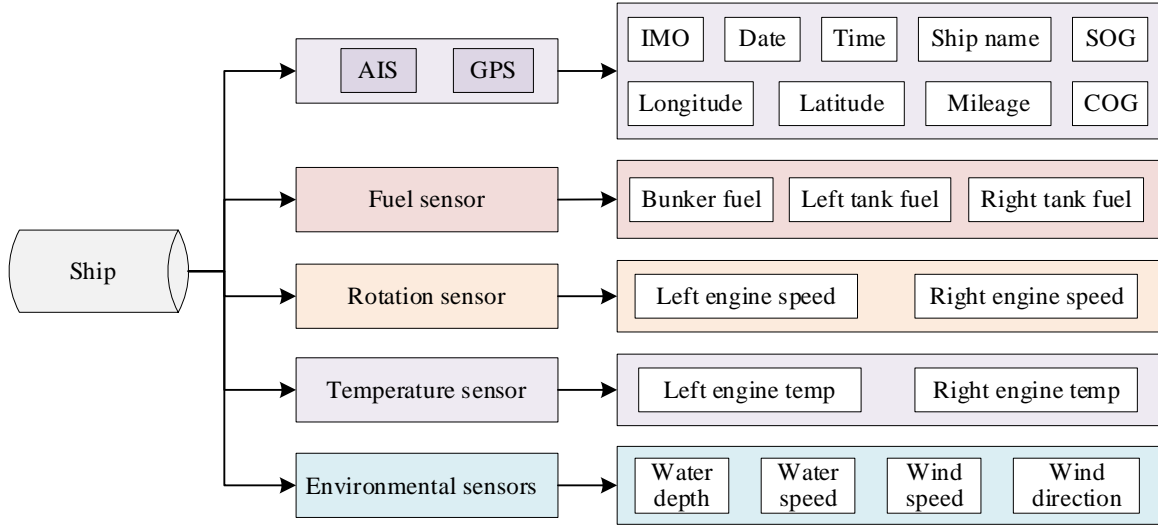 Ship
AIS GPS
IMO Date Time Ship name SOG
Longitude Latitude Mileage COG
Fuel sensor
Bunker fuel Left tank fuel Right tank fuel
Rotation sensor
Left engine speed Right engine speed
Temperature sensor
Left engine temp Right engine temp
Environmental sensors
Water depth
Water speed
Wind speed
Wind direction